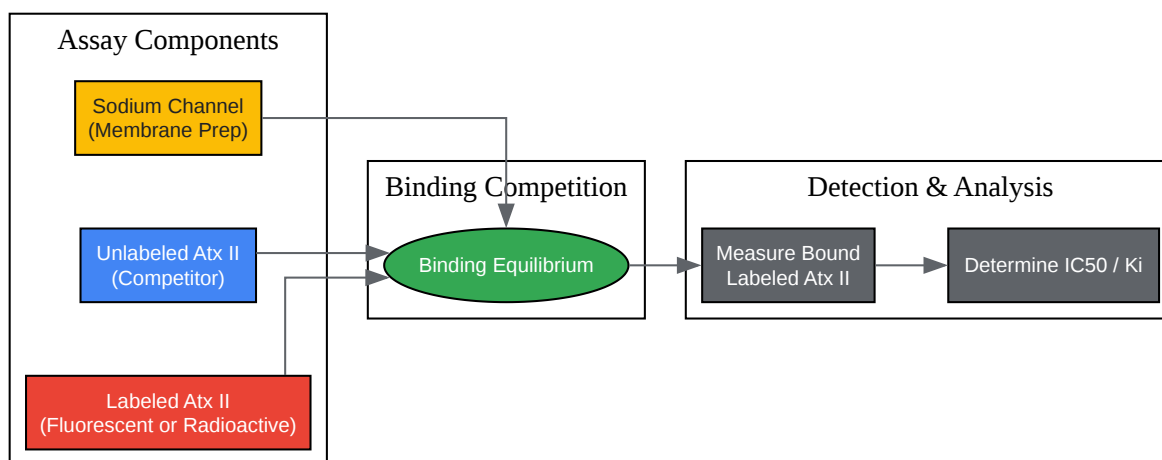 Assay Components
Sodium Channel
(Membrane Prep)
Unlabeled Atx II
(Competitor)
Labeled Atx II
(Fluorescent or Radioactive)
Binding Competition
Binding Equilibrium
Detection & Analysis
Measure Bound
Labeled Atx II
Determine IC50 / Ki